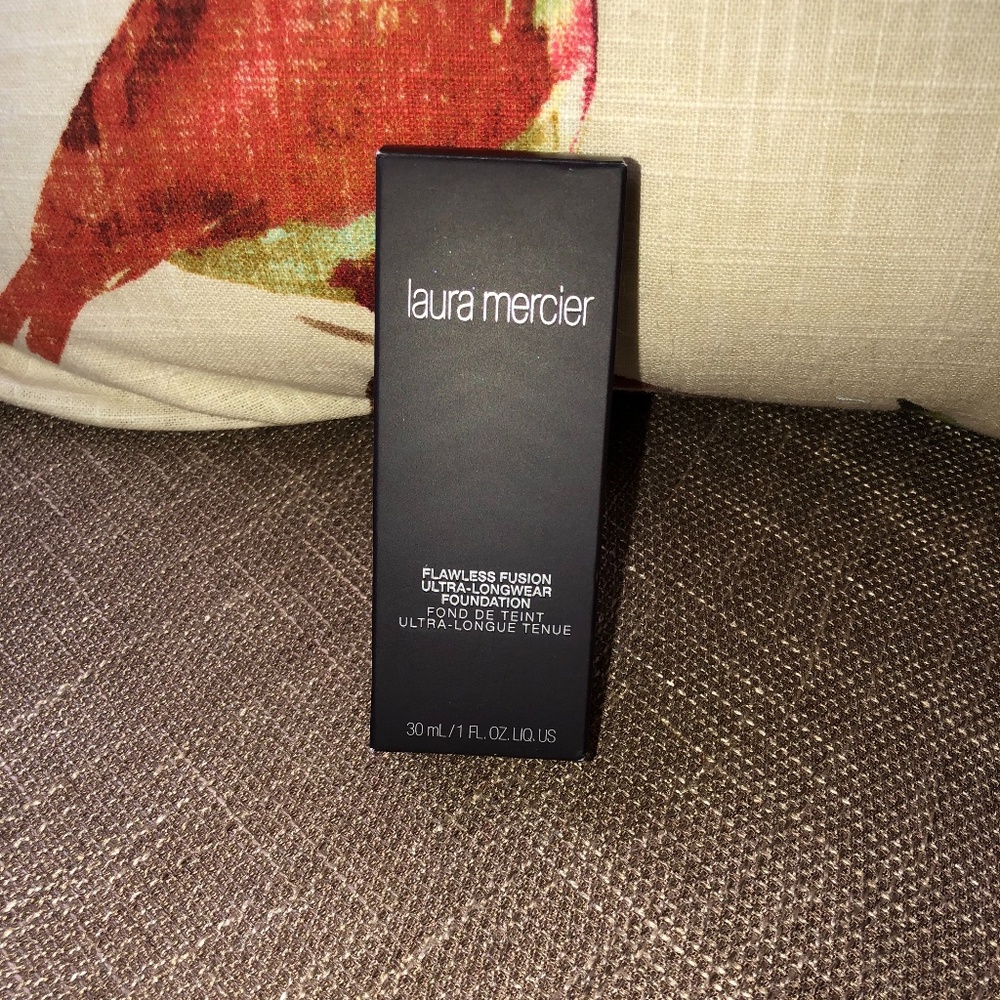 laura mercier
FLAWLESS FUSION
ULTRA-LONGWEAR
FOUNDATION
FOND DE TEINT
ULTRA-LONGUE TENUE
30 mL / 1 FL. OZ. LIQ. US